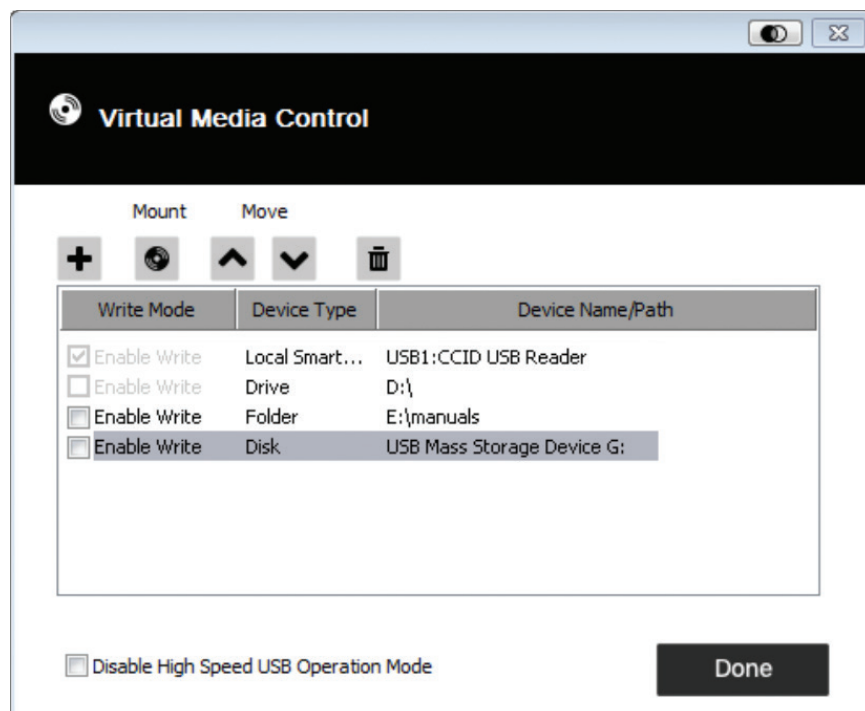 Virtual Media Control
Mount Move
Write Mode Device Type Device Name/Path
Enable Write Local Smart... USB1:CCID USB Reader
Enable Write Drive D:\
Enable Write Folder E:\manuals
Enable Write Disk USB Mass Storage Device G:
Disable High Speed USB Operation Mode Done